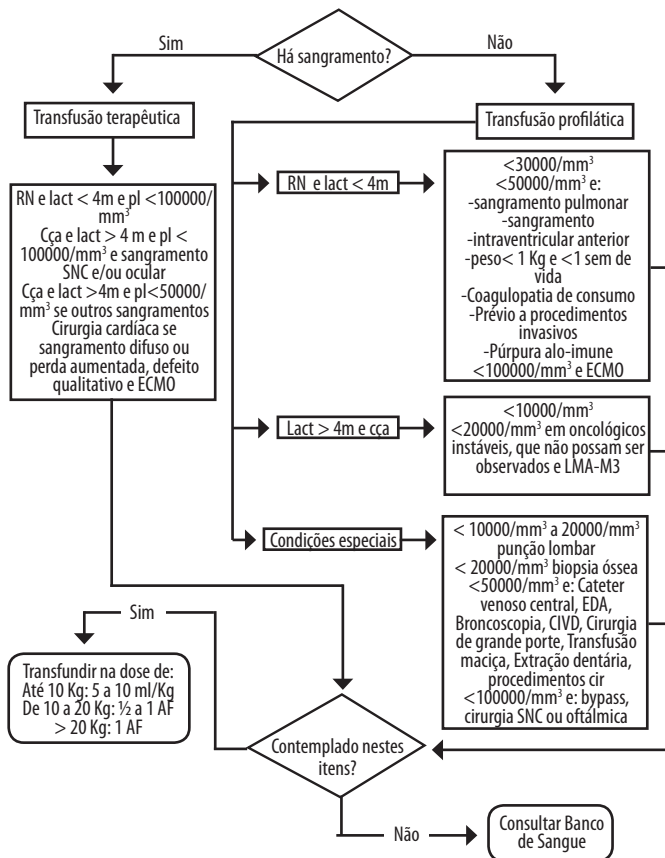 Há sangramento?
Sim
Não
Transfusão terapêutica
Transfusão profilática
RN e lact < 4m e pl <100000/
mm³
Cça e lact > 4 m e pl <
100000/mm³ e sangramento
SNC e/ou ocular
Cça e lact >4m e pl<50000/
mm³ se outros sangramentos
Cirurgia cardíaca se
sangramento difuso ou
perda aumentada, defeito
qualitativo e ECMO
RN e lact < 4m
<30000/mm³
<50000/mm³ e:
-sangramento pulmonar
-sangramento
-intraventricular anterior
-peso< 1 Kg e <1 sem de
vida
-Coagulopatia de consumo
-Prévio a procedimentos
invasivos
-Púrpura alo-imune
<100000/mm³ e ECMO
Lact > 4m e cça
<10000/mm³
<20000/mm³ em oncológicos
instáveis, que não possam ser
observados e LMA-M3
Condições especiais
< 10000/mm³ a 20000/mm³
punção lombar
< 20000/mm³ biopsia óssea
<50000/mm³ e: Cateter
venoso central, EDA,
Broncoscopia, CIVD, Cirurgia
de grande porte, Transfusão
maciça, Extração dentária,
procedimentos cir
<100000/mm³ e: bypass,
cirurgia SNC ou oftálmica
Sim
Transfundir na dose de:
Até 10 Kg: 5 a 10 ml/Kg
De 10 a 20 Kg: ½ a 1 AF
> 20 Kg: 1 AF
Contemplado nestes
itens?
Não
Consultar Banco
de Sangue